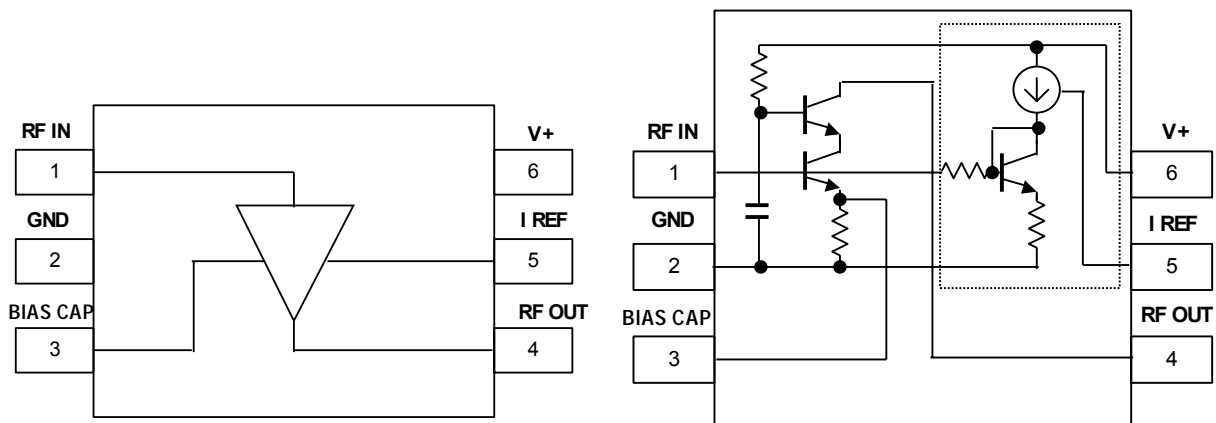 RF IN
1
GND
2
BIAS CAP
3
V+
6
I REF
5
RF OUT
4
RF IN
1
GND
2
BIAS CAP
3
V+
6
I REF
5
RF OUT
4